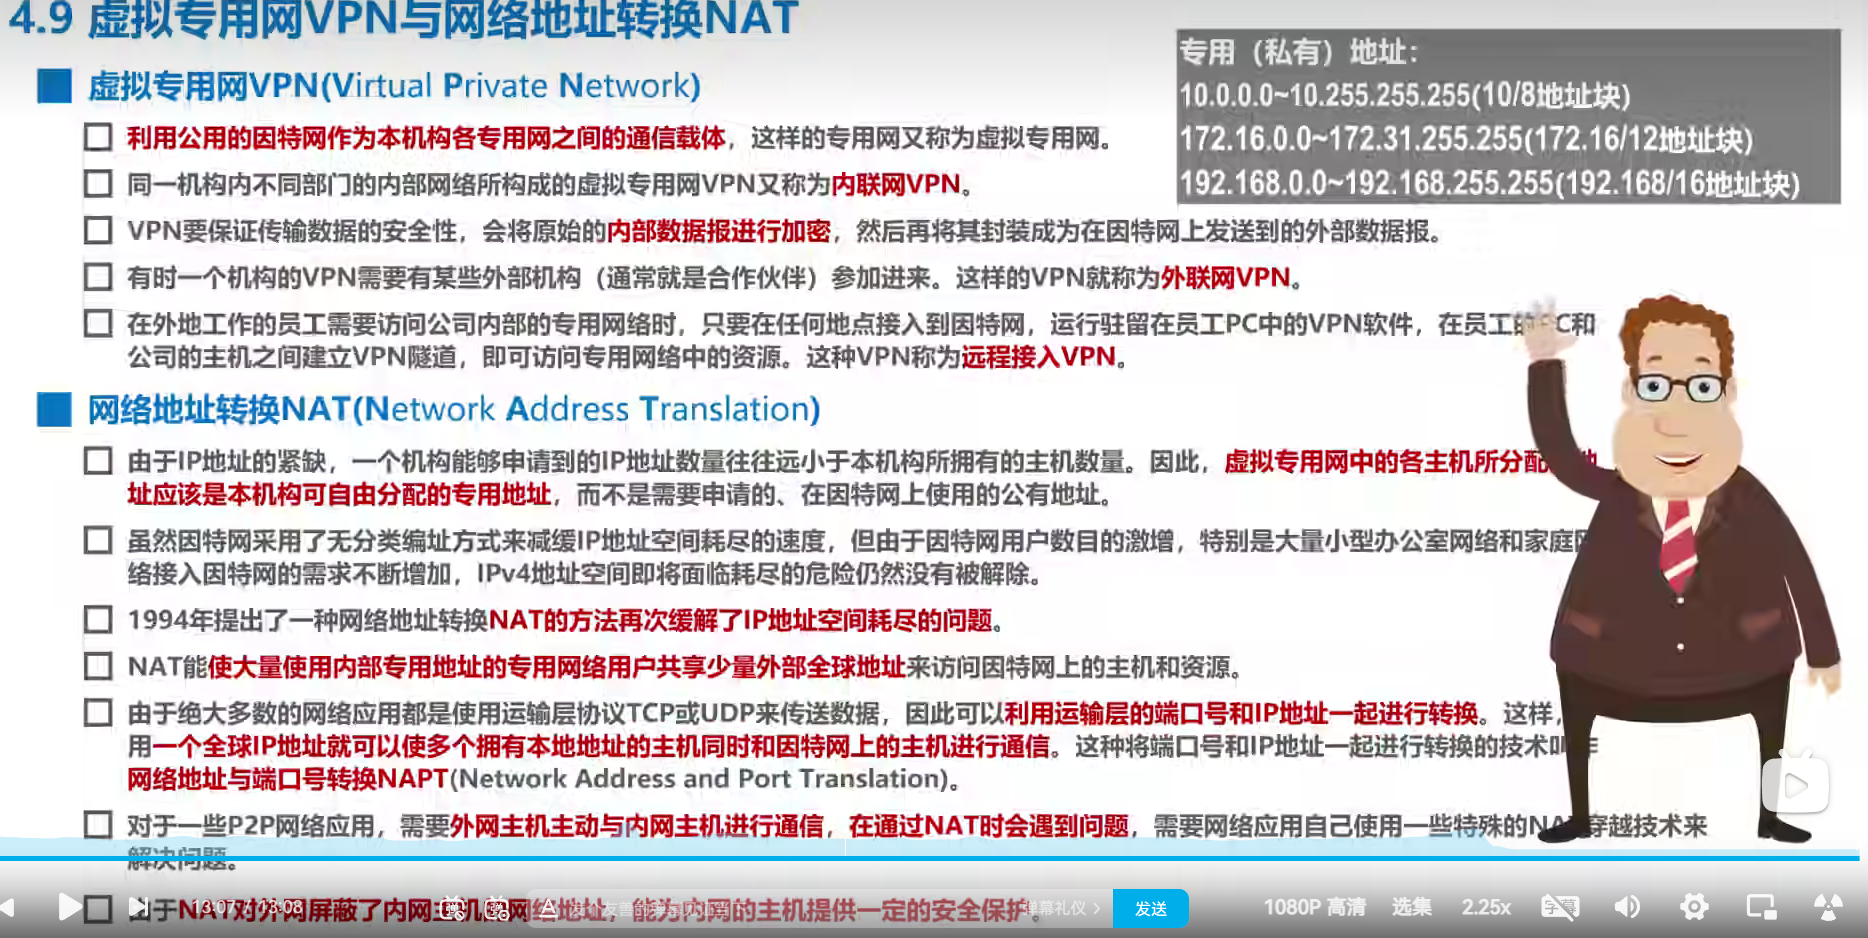 4.9 虚拟专用网VPN与网络地址转换NAT
专用（私有）地址：
10.0.0.0~10.255.255.255(10/8地址块)
172.16.0.0~172.31.255.255(172.16/12地址块)
192.168.0.0~192.168.255.255(192.168/16地址块)
虚拟专用网VPN(Virtual Private Network)
利用公用的因特网作为本机构各专用网之间的通信载体，这样的专用网又称为虚拟专用网。
同一机构内不同部门的内部网络所构成的虚拟专用网VPN又称为内联网VPN。
VPN要保证传输数据的安全性，会将原始的内部数据报进行加密，然后再将其封装成为在因特网上发送到的外部数据报。
有时一个机构的VPN需要有某些外部机构（通常就是合作伙伴）参加进来。这样的VPN就称为外联网VPN。
在外地工作的员工需要访问公司内部的专用网络时，只要在任何地点接入到因特网，运行驻留在员工PC中的VPN软件，在员工的PC和
公司的主机之间建立VPN隧道，即可访问专用网络中的资源。这种VPN称为远程接入VPN。
网络地址转换NAT(Network Address Translation)
由于IP地址的紧缺，一个机构能够申请到的IP地址数量往往远小于本机构所拥有的主机数量。因此，虚拟专用网中的各主机所分配 地
址应该是本机构可自由分配的专用地址，而不是需要申请的、在因特网上使用的公有地址。
虽然因特网采用了无分类编址方式来减缓IP地址空间耗尽的速度，但由于因特网用户数目的激增，特别是大量小型办公室网络和家庭网
络接入因特网的需求不断增加，IPv4地址空间即将面临耗尽的危险仍然没有被解除。
1994年提出了一种网络地址转换NAT的方法再次缓解了IP地址空间耗尽的问题。
NAT能使大量使用内部专用地址的专用网络用户共享少量外部全球地址来访问因特网上的主机和资源。
由于绝大多数的网络应用都是使用运输层协议TCP或UDP来传送数据，因此可以利用运输层的端口号和IP地址一起进行转换。这样，
用一个全球IP地址就可以使多个拥有本地地址的主机同时和因特网上的主机进行通信。这种将端口号和IP地址一起进行转换的技术叫作
网络地址与端口号转换NAPT(Network Address and Port Translation)。
对于一些P2P网络应用，需要外网主机主动与内网主机进行通信，在通过NAT时会遇到问题，需要网络应用自己使用一些特殊的NAT穿越技术来
解决问题。
由于NAT对外网屏蔽了内网主机的网络地址，能为内网的主机提供一定的安全保护。
13:07 / 13:08
弹幕礼仪
发送
1080P 高清
选集
2.25x
字幕